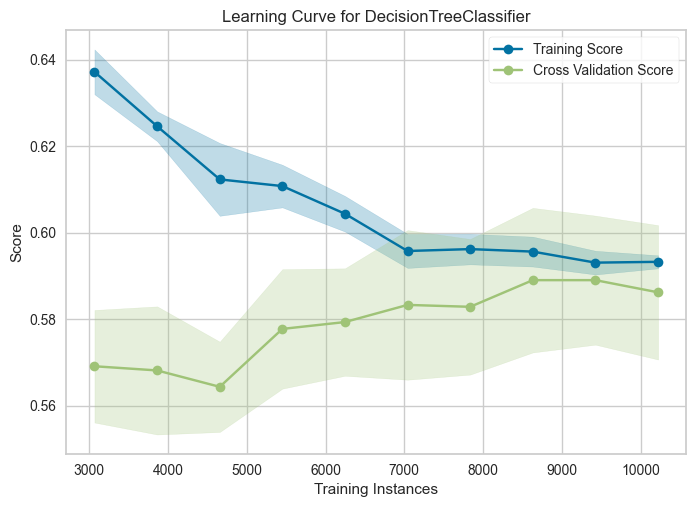 Learning Curve for DecisionTreeClassifier
Training Score
Cross Validation Score
Score
0.64
0.62
0.60
0.58
0.56
3000 4000 5000 6000 7000 8000 9000 10000
Training Instances